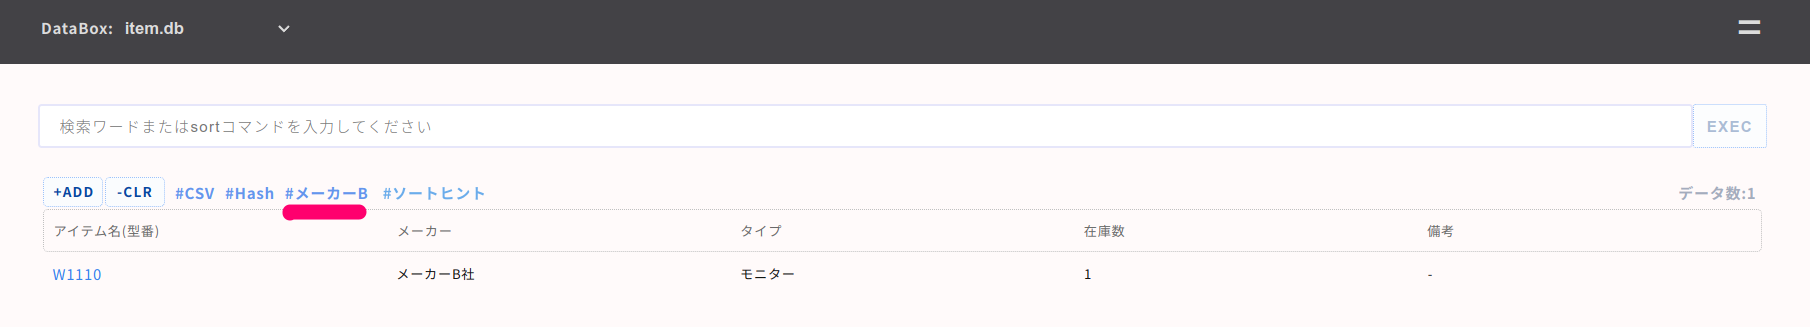 DataBox: item.db
検索ワードまたはsortコマンドを入力してください EXEC
+ADD -CLR #CSV #Hash #メーカーB #ソートヒント データ数:1
アイテム名(型番) メーカー タイプ 在庫数 備考
W1110 メーカーB社 モニター 1 -